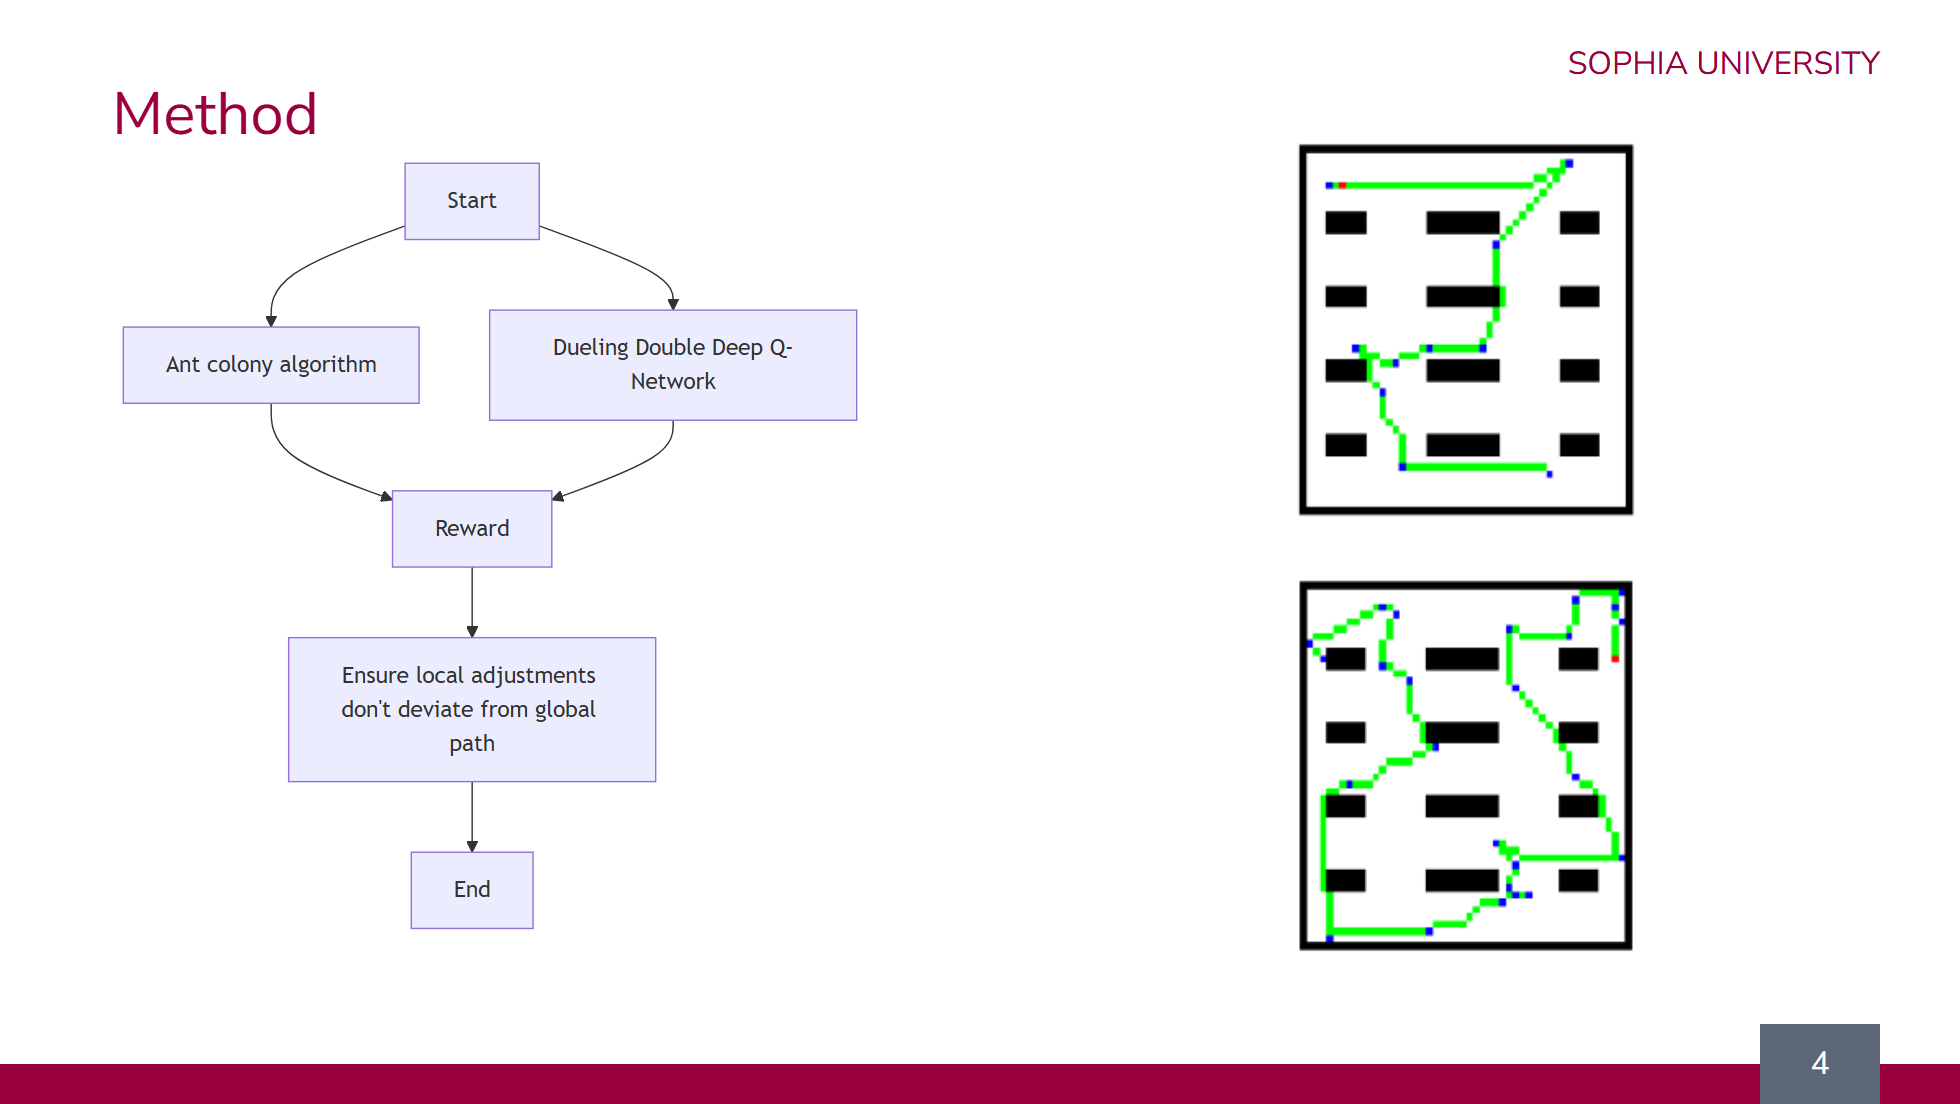 SOPHIA UNIVERSITY
Method
Start
Ant colony algorithm
Dueling Double Deep Q-
Network
Reward
Ensure local adjustments
don't deviate from global
path
End
4